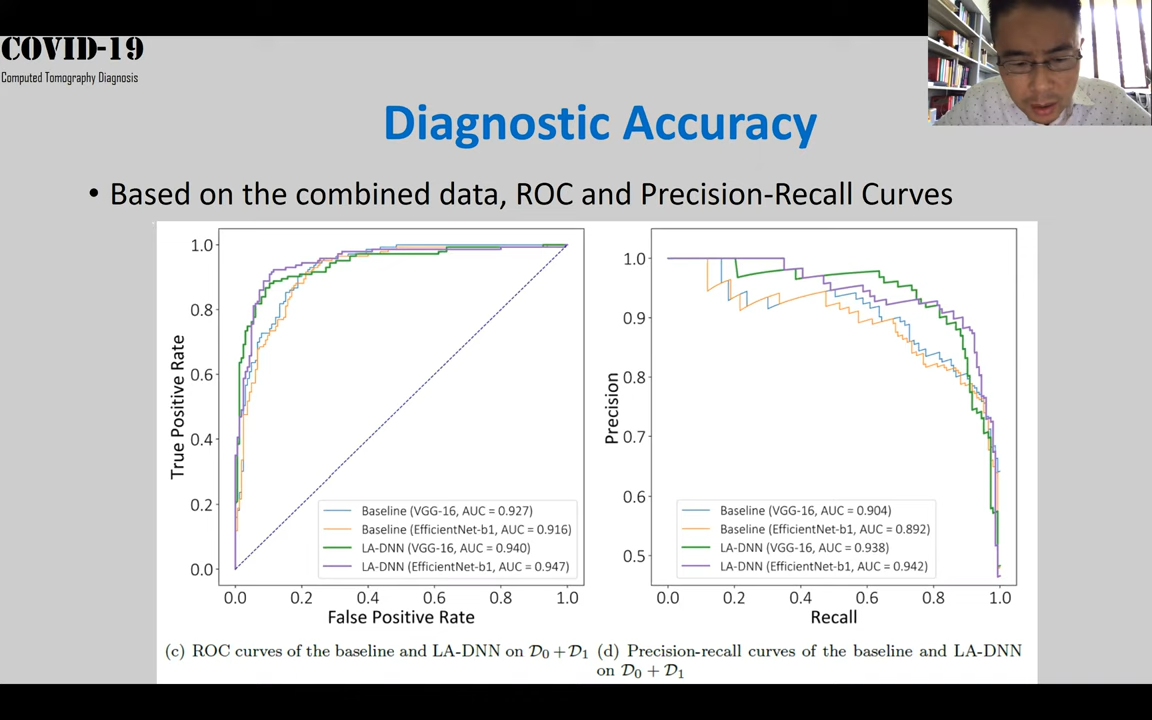 COVID-19
Computed Tomography Diagnosis
Diagnostic Accuracy
• Based on the combined data, ROC and Precision-Recall Curves
1.0
0.8
0.6
0.4
0.2
0.0
True Positive Rate
Baseline (VGG-16, AUC = 0.927)
Baseline (EfficientNet-b1, AUC = 0.916)
LA-DNN (VGG-16, AUC = 0.940)
LA-DNN (EfficientNet-b1, AUC = 0.947)
0.0 0.2 0.4 0.6 0.8 1.0
False Positive Rate
1.0
0.9
0.8
0.7
0.6
0.5
Precision
Baseline (VGG-16, AUC = 0.904)
Baseline (EfficientNet-b1, AUC = 0.892)
LA-DNN (VGG-16, AUC = 0.938)
LA-DNN (EfficientNet-b1, AUC = 0.942)
0.0 0.2 0.4 0.6 0.8 1.0
Recall
(c) ROC curves of the baseline and LA-DNN on D₀+D₁
(d) Precision-recall curves of the baseline and LA-DNN
on D₀ + D₁